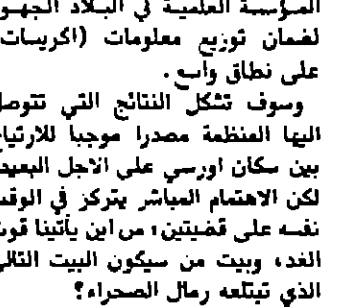 المؤسسة العلمية في البلاد الجهو
لضمان توزيع معلومات (اكريسات
على نطاق واسع.
وسوف تشكل النتائج التي تتوصل
اليها المنظمة مصدرا موجبا للارتياح
بين سكان اورسي على الاجل البعيد
لكن الاهتمام المباشر يتركز في الوقت
نفسه على قضيتين، من اين يأتينا قوت
الغد، وبيت من سيكون البيت التالي
الذي تبتلعه رمال الصحراء؟